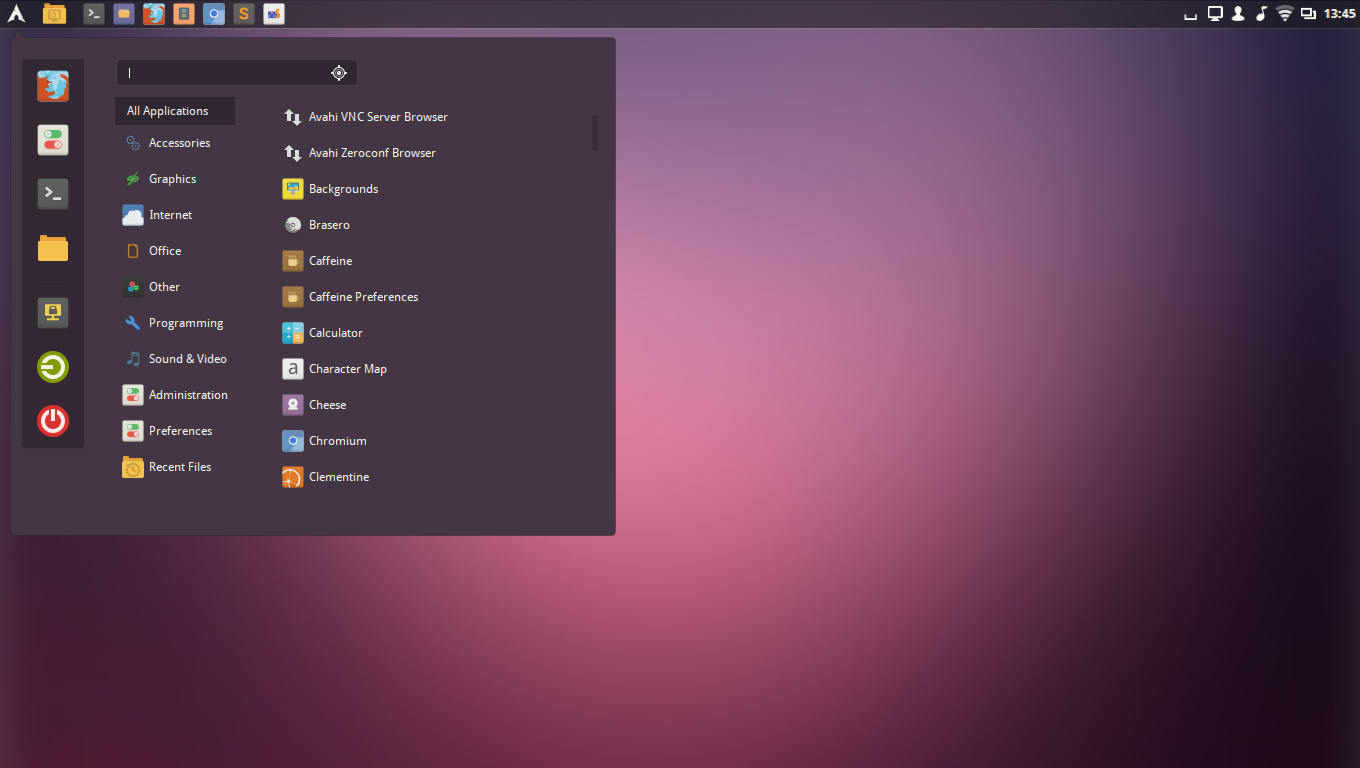 13:45
All Applications
Accessories
Graphics
Internet
Office
Other
Programming
Sound & Video
Administration
Preferences
Recent Files
Avahi VNC Server Browser
Avahi Zeroconf Browser
Backgrounds
Brasero
Caffeine
Caffeine Preferences
Calculator
Character Map
Cheese
Chromium
Clementine